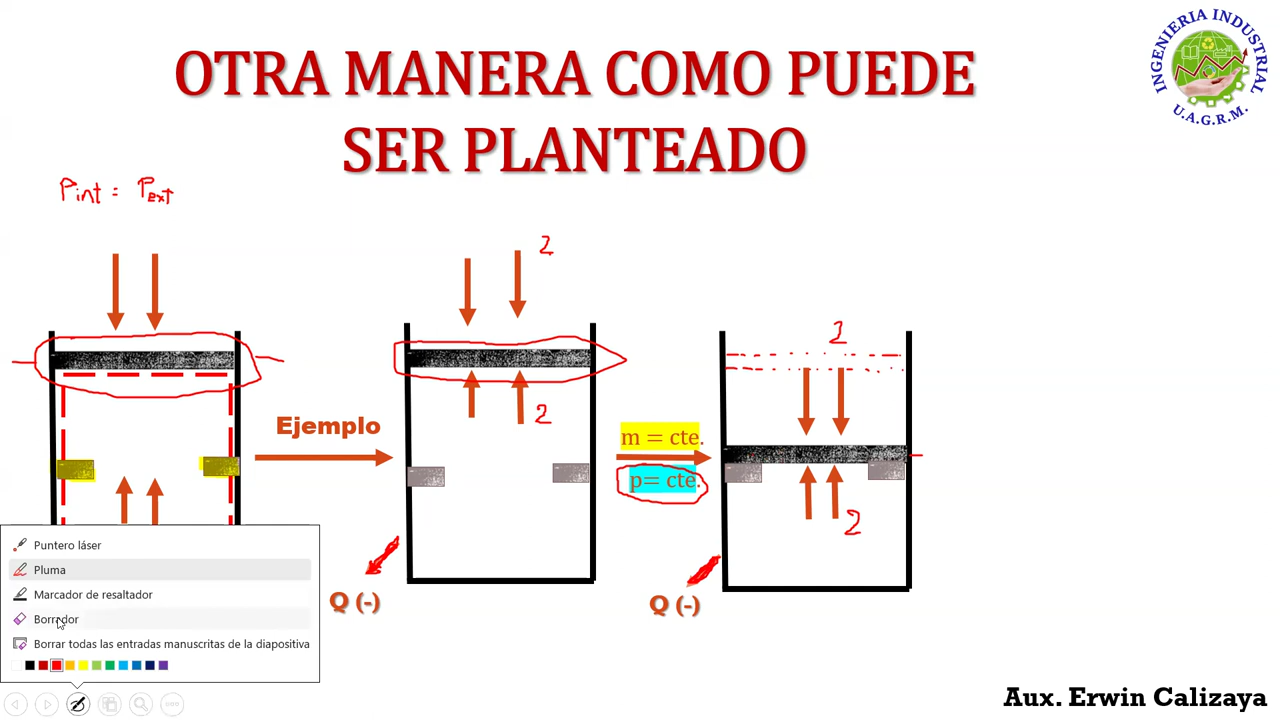 OTRA MANERA COMO PUEDE
SER PLANTEADO
INGENIERIA INDUSTRIAL
U.A.G.R.M.
Pint = Pext
2
2
Ejemplo
m = cte.
p= cte.
2
2
Q (-)
Q (-)
Puntero láser
Pluma
Marcador de resaltador
Borrador
Borrar todas las entradas manuscritas de la diapositiva
Aux. Erwin Calizaya